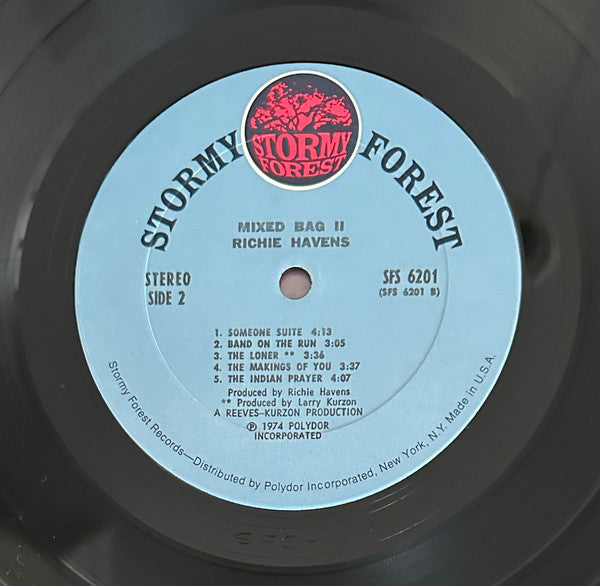 STORMY
FOREST
STORMY FOREST
MIXED BAG II
RICHIE HAVENS
STEREO
SIDE 2
SFS 6201
(SFS 6201 B)
1. SOMEONE SUITE 4:13
2. BAND ON THE RUN 3:05
3. THE LONER ** 3:36
4. THE MAKINGS OF YOU 3:37
5. THE INDIAN PRAYER 4:07
Produced by Richie Havens
** Produced by Larry Kurzon
A REEVES-KURZON PRODUCTION
℗ 1974 POLYDOR
INCORPORATED
Stormy Forest Records—Distributed by Polydor Incorporated, New York, N.Y. Made in U.S.A.